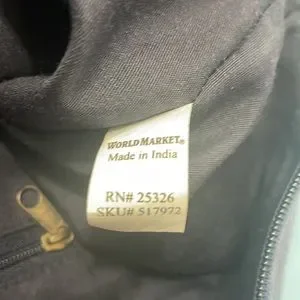 WORLD MARKET®
Made in India
RN# 25326
SKU# 517972